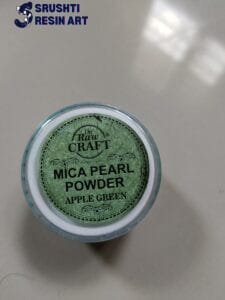 SRUSHTI
RESIN ART
The
Raw
CRAFT
MICA PEARL
POWDER
APPLE GREEN